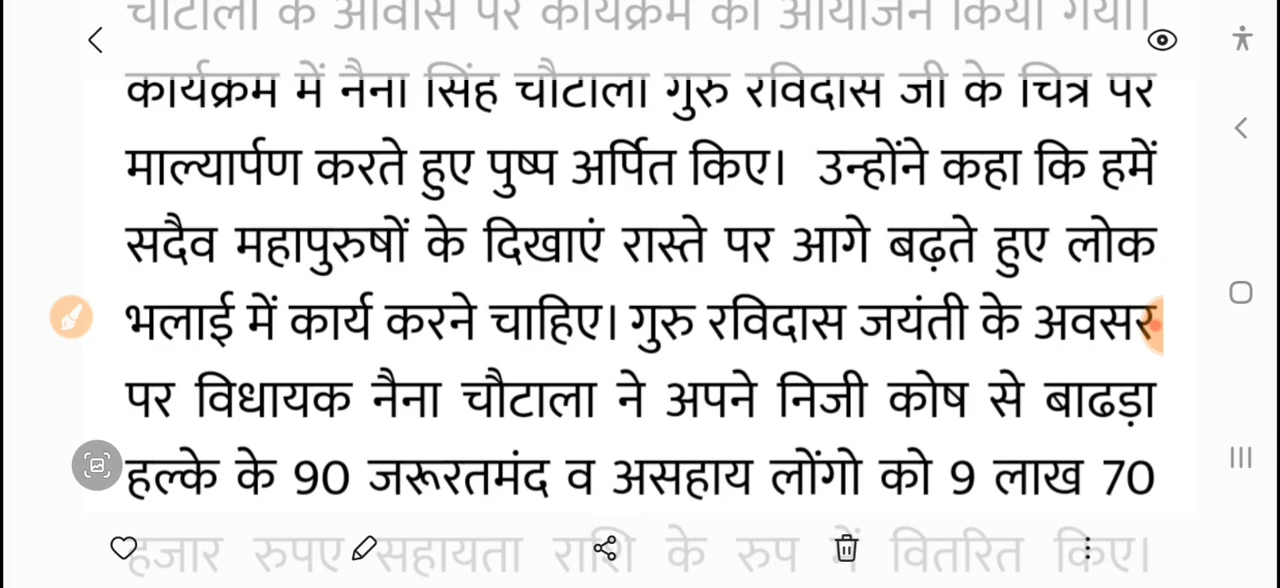 चौटाला के आवास पर कार्यक्रम का आयोजन किया गया।
कार्यक्रम में नैना सिंह चौटाला गुरु रविदास जी के चित्र पर
माल्यार्पण करते हुए पुष्प अर्पित किए। उन्होंने कहा कि हमें
सदैव महापुरुषों के दिखाएं रास्ते पर आगे बढ़ते हुए लोक
भलाई में कार्य करने चाहिए। गुरु रविदास जयंती के अवसर
पर विधायक नैना चौटाला ने अपने निजी कोष से बाढडा़
हल्के के 90 जरूरतमंद व असहाय लोंगो को 9 लाख 70
हजार रुपए सहायता राशि के रुप में वितरित किए।